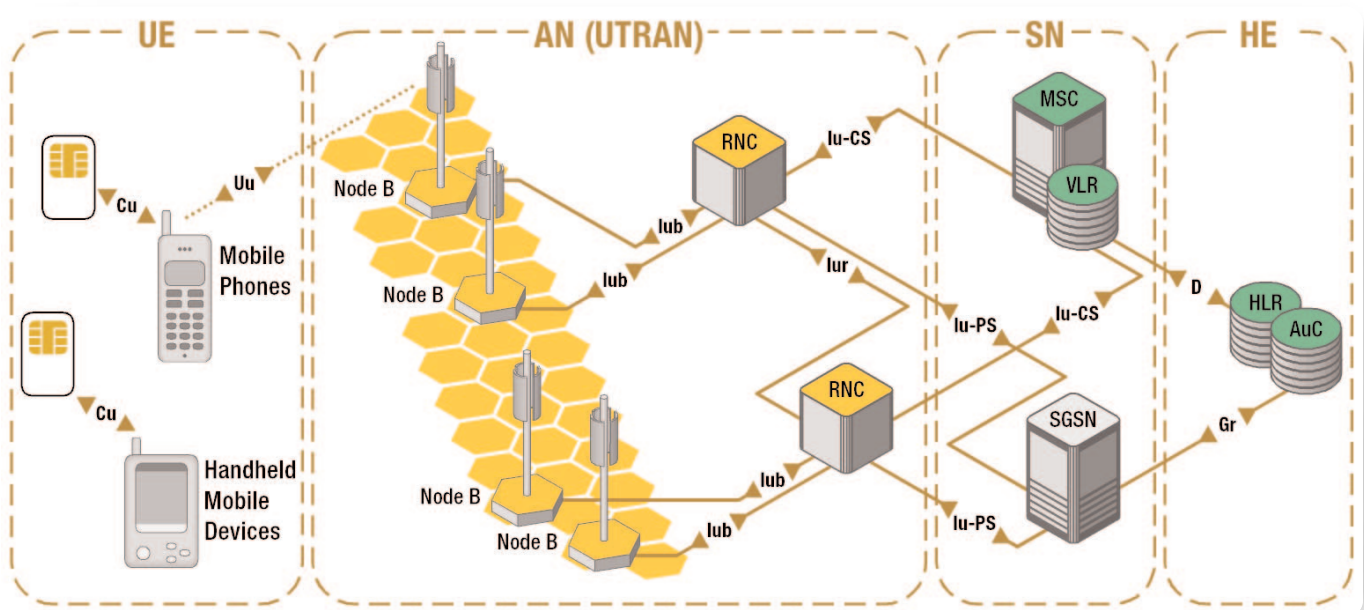 UE
AN (UTRAN)
SN
HE
Cu
Uu
Mobile
Phones
Cu
Handheld
Mobile
Devices
Node B
Node B
Node B
Node B
Iub
Iub
Iub
Iub
RNC
RNC
Iur
Iu-CS
Iu-PS
Iu-CS
Iu-PS
MSC
VLR
SGSN
D
Gr
HLR
AuC